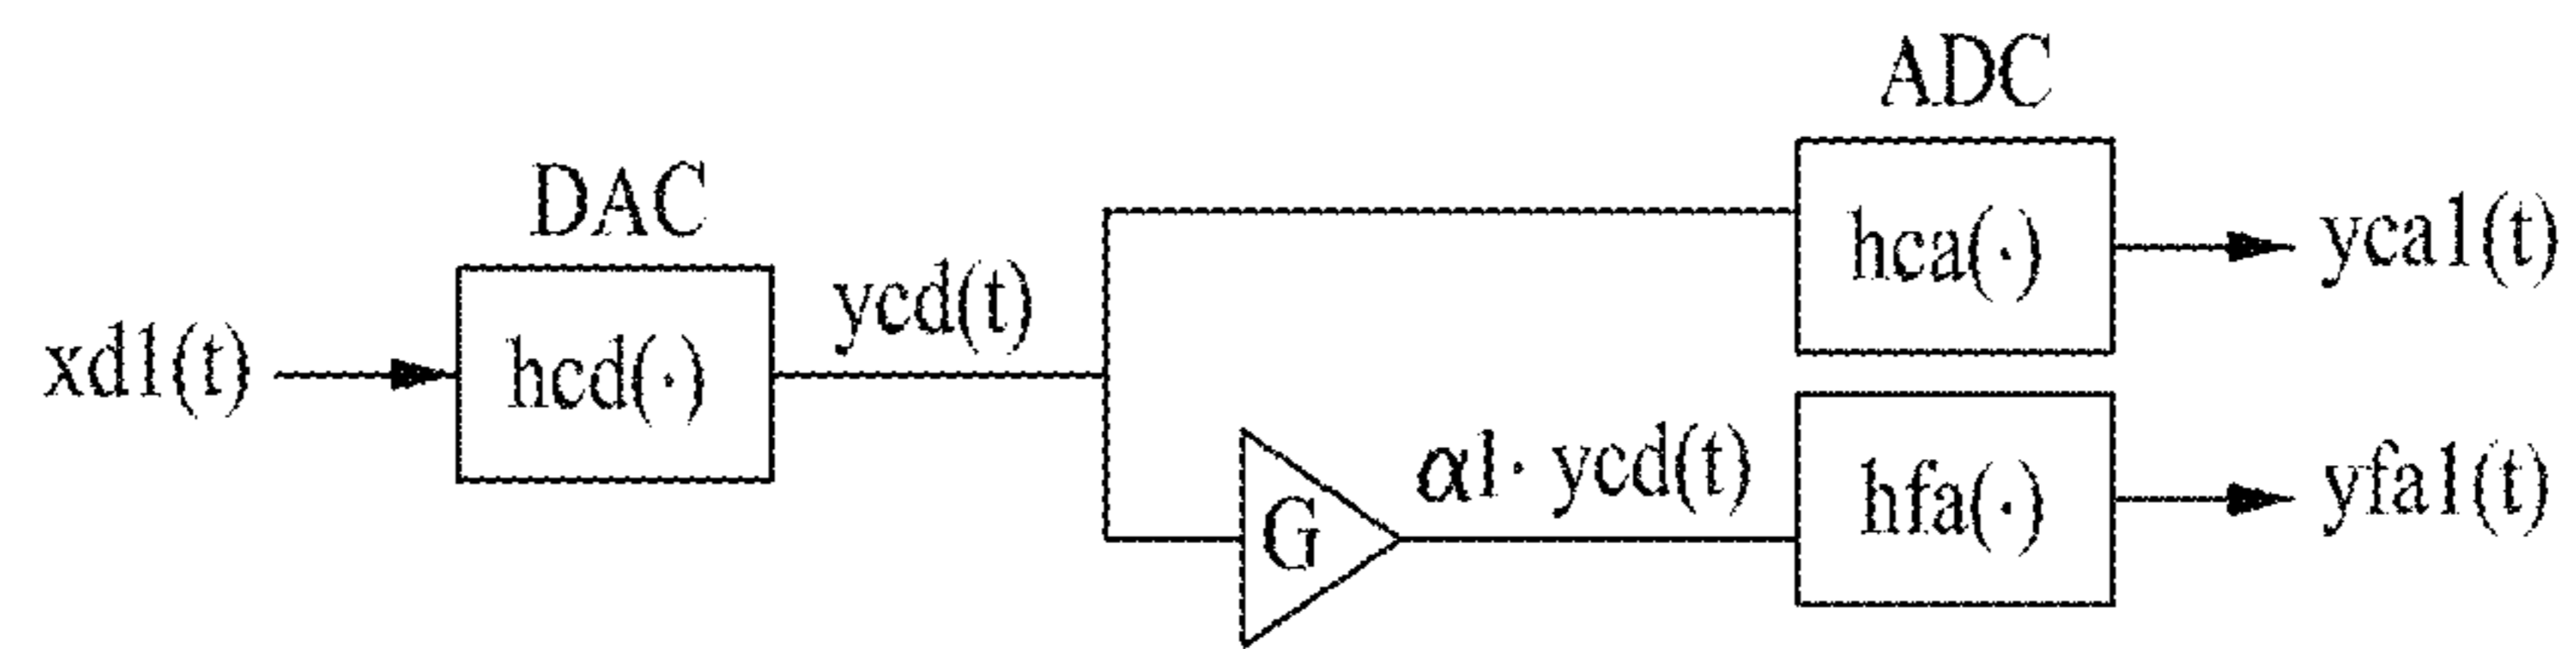 ADC
DAC
hca(·)
yca1(t)
ycd(t)
xd1(t)
hcd(·)
α1· ycd(t)
G
hfa(·)
yfa1(t)